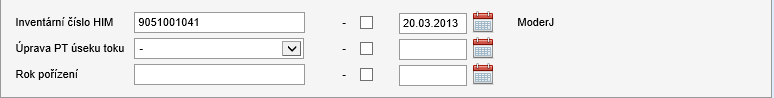 Inventární číslo HIM 9051001041 - 20.03.2013 ModerJ
Úprava PT úseku toku - -
Rok pořízení -